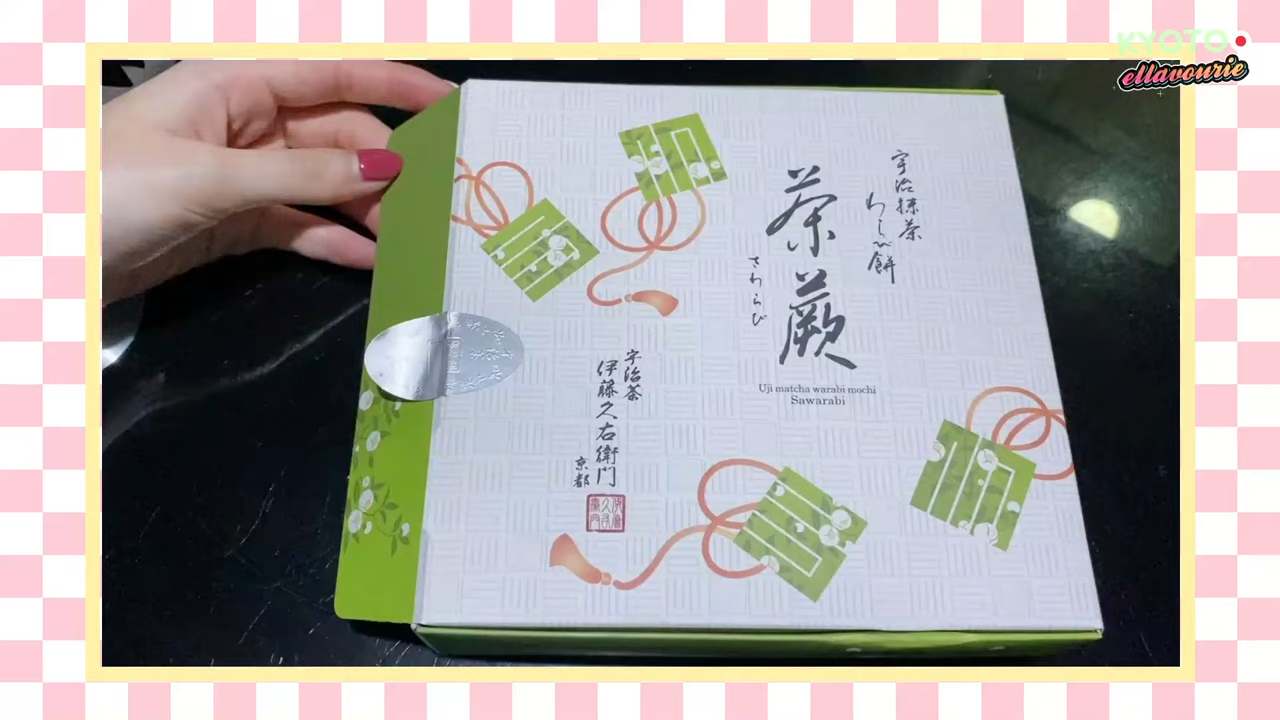 KYOTO
ellavourie
宇治抹茶
わらび餅
茶蕨
さわらび
Uji matcha warabi mochi
Sawarabi
宇治茶
伊藤久右衛門
京都